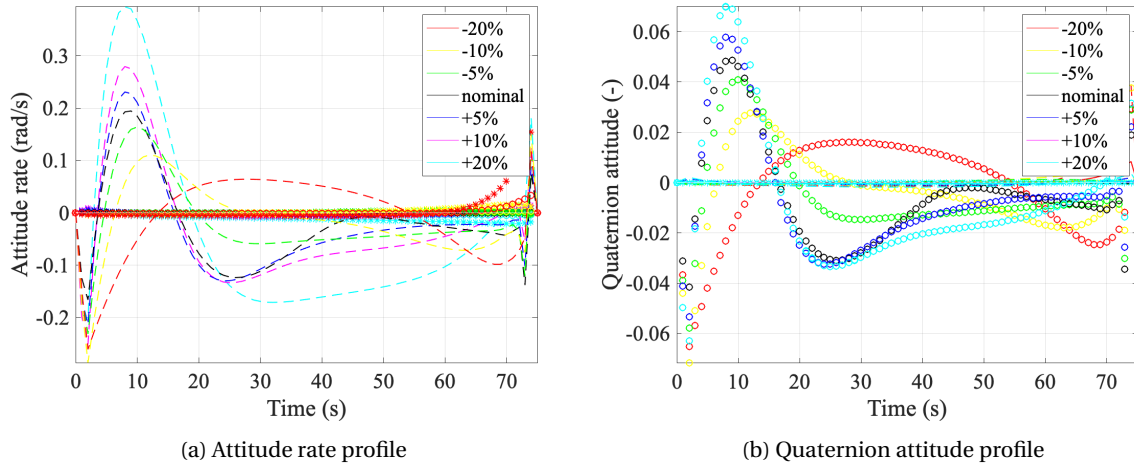 -20%
-10%
-5%
nominal
+5%
+10%
+20%
0.3
0.2
0.1
0
-0.1
-0.2
Attitude rate (rad/s)
0 10 20 30 40 50 60 70
Time (s)
(a) Attitude rate profile
-20%
-10%
-5%
nominal
+5%
+10%
+20%
0.06
0.04
0.02
0
-0.02
-0.04
-0.06
Quaternion attitude (-)
0 10 20 30 40 50 60 70
Time (s)
(b) Quaternion attitude profile